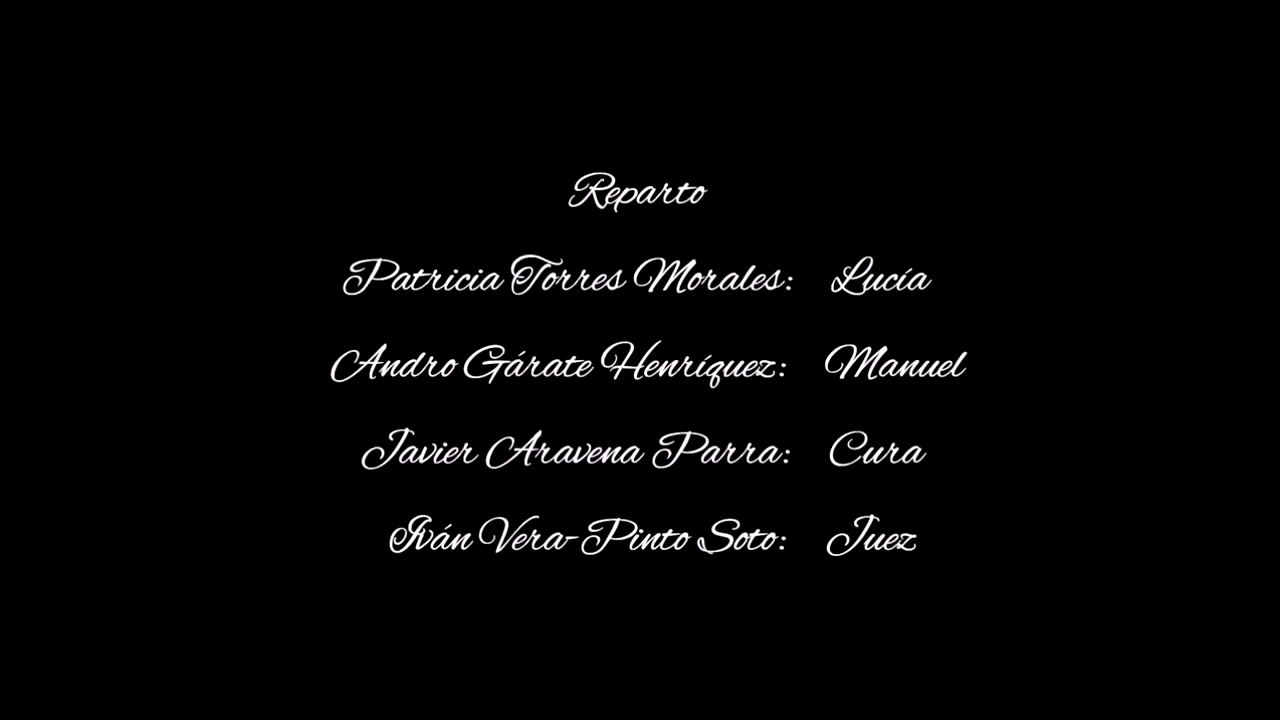 Reparto
Patricia Torres Morales: Lucía
Andro Gárate Henríquez: Manuel
Javier Aravena Parra: Cura
Iván Vera-Pinto Soto: Juez